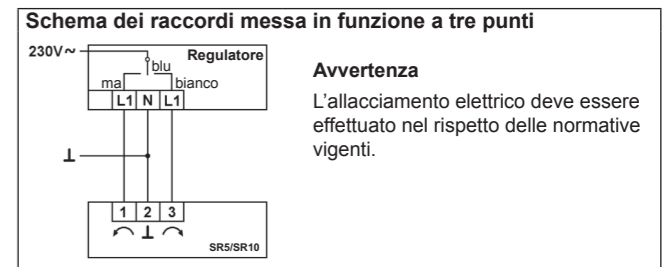 Schema dei raccordi messa in funzione a tre punti
230V~
Regulatore
blu
ma
bianco
L1 N L1
1 2 3
SR5/SR10
Avvertenza
L'allacciamento elettrico deve essere
effettuato nel rispetto delle normative
vigenti.